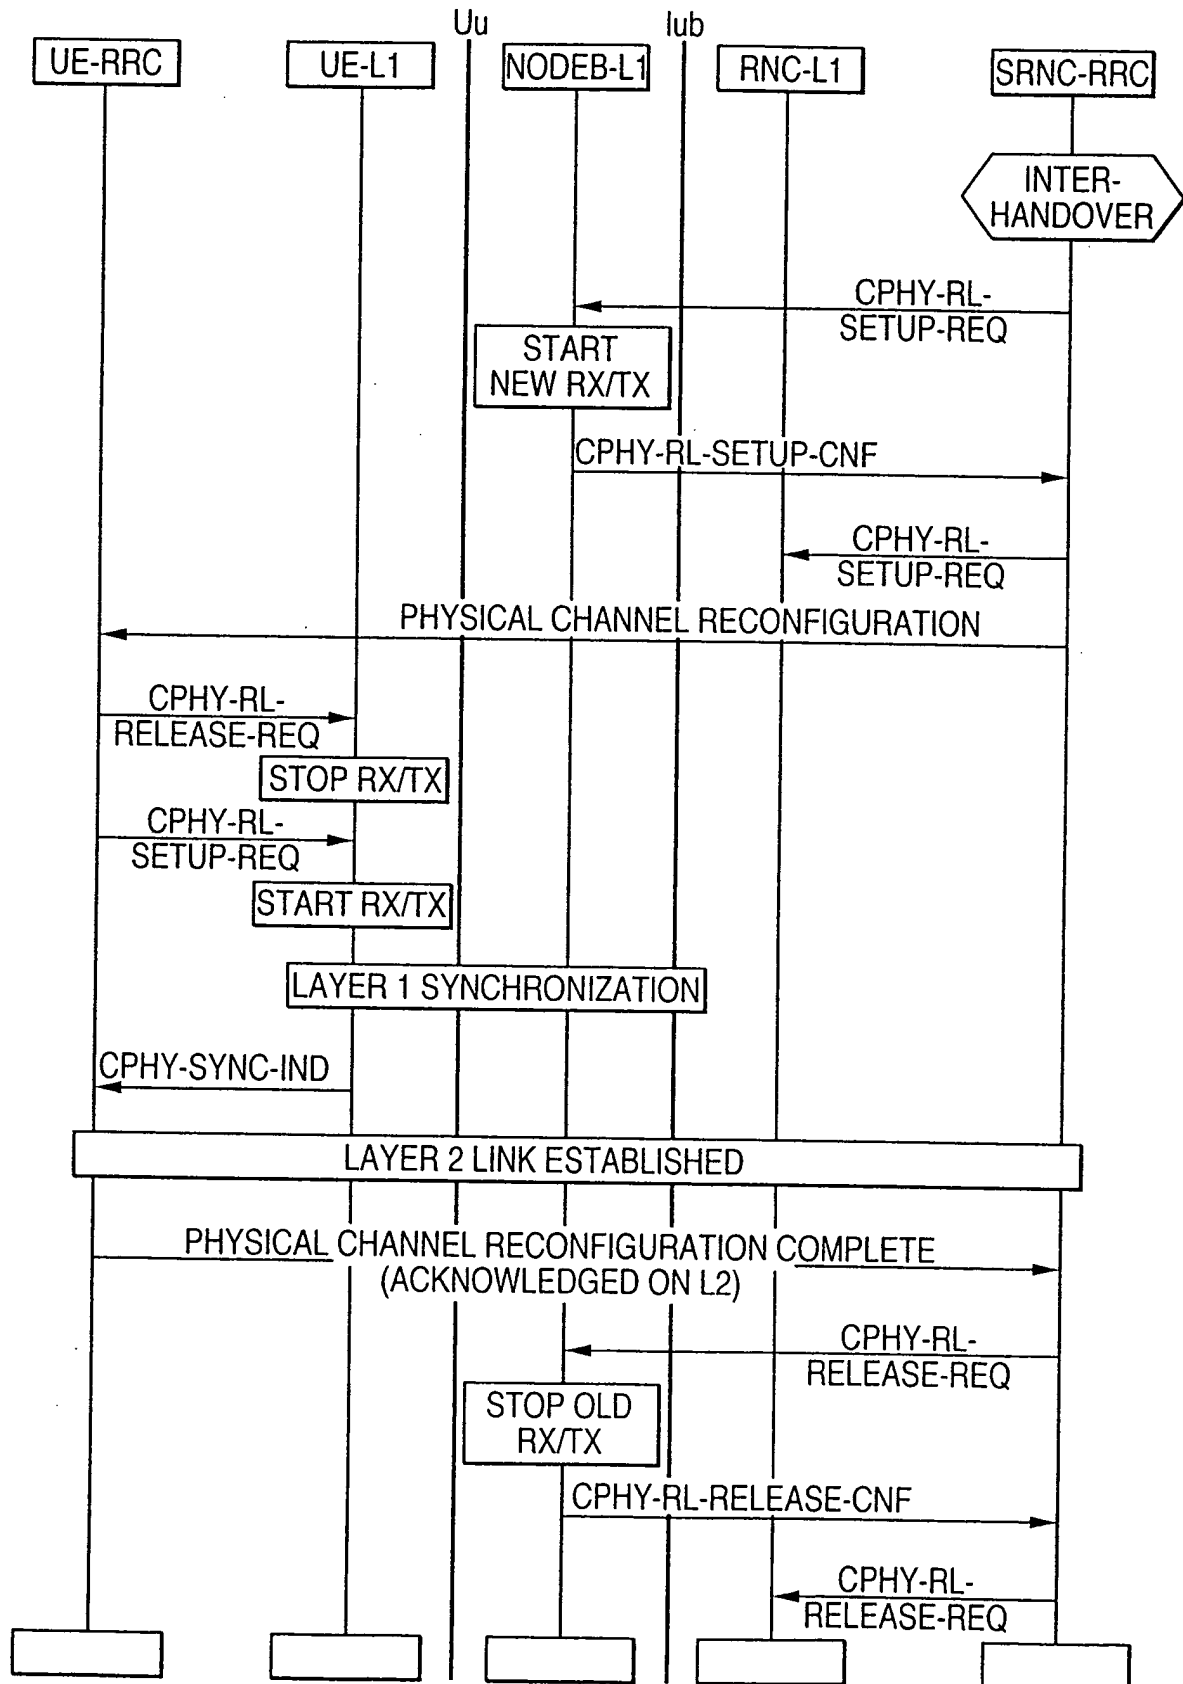 Uu
Iub
UE-RRC
UE-L1
NODEB-L1
RNC-L1
SRNC-RRC
INTER-
HANDOVER
CPHY-RL-
SETUP-REQ
START
NEW RX/TX
CPHY-RL-SETUP-CNF
CPHY-RL-
SETUP-REQ
PHYSICAL CHANNEL RECONFIGURATION
CPHY-RL-
RELEASE-REQ
STOP RX/TX
CPHY-RL-
SETUP-REQ
START RX/TX
LAYER 1 SYNCHRONIZATION
CPHY-SYNC-IND
LAYER 2 LINK ESTABLISHED
PHYSICAL CHANNEL RECONFIGURATION COMPLETE
(ACKNOWLEDGED ON L2)
CPHY-RL-
RELEASE-REQ
STOP OLD
RX/TX
CPHY-RL-RELEASE-CNF
CPHY-RL-
RELEASE-REQ